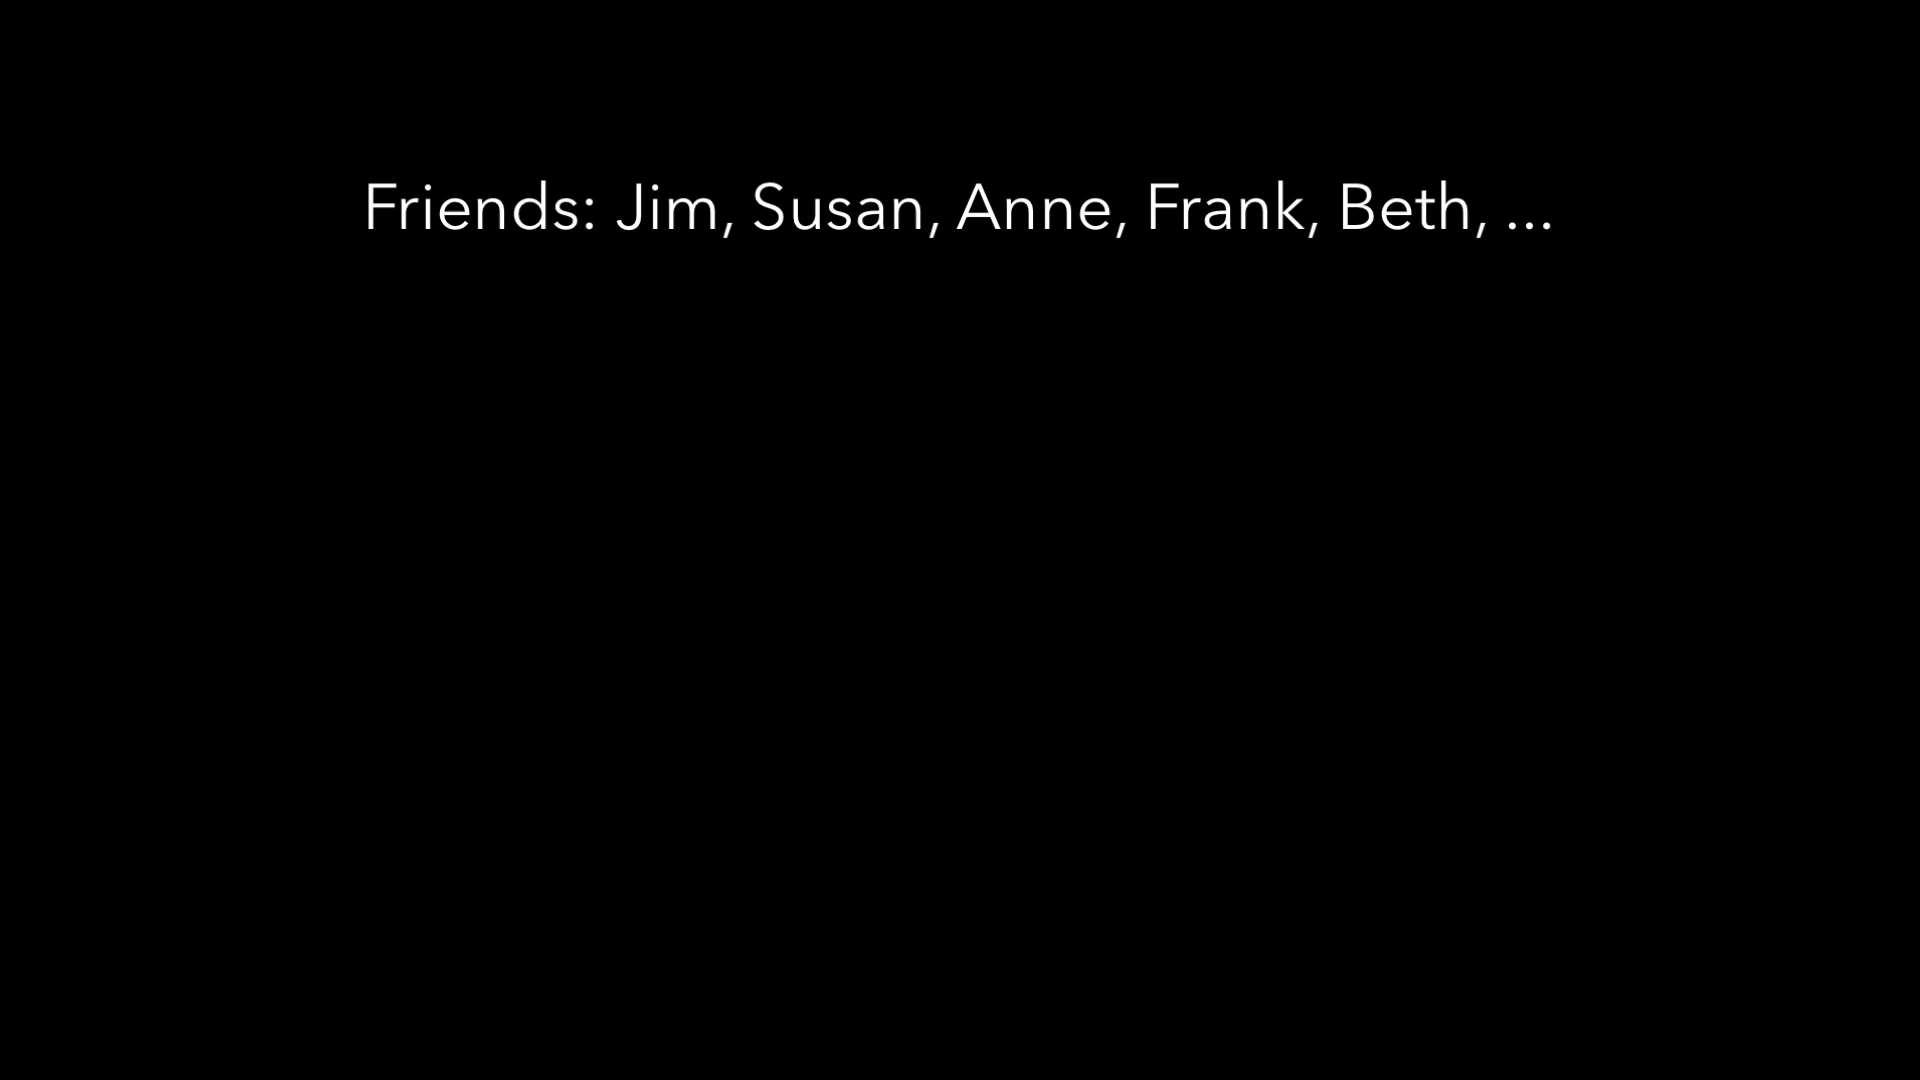 Friends: Jim, Susan, Anne, Frank, Beth, ...